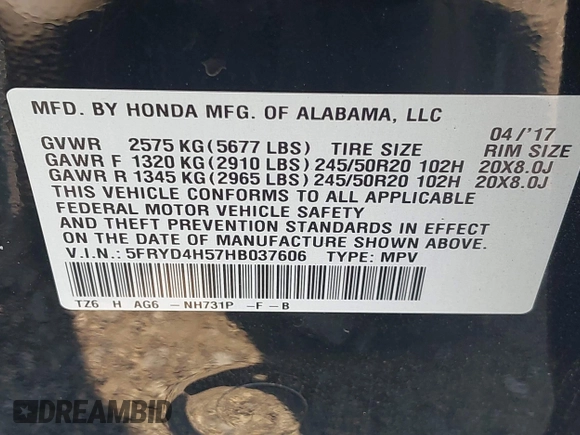 MFD. BY HONDA MFG. OF ALABAMA, LLC 04/'17
GVWR 2575 KG(5677 LBS) TIRE SIZE RIM SIZE
GAWR F 1320 KG(2910 LBS)245/50R20 102H 20X8.0J
GAWR R 1345 KG(2965 LBS)245/50R20 102H 20X8.0J
THIS VEHICLE CONFORMS TO ALL APPLICABLE
FEDERAL MOTOR VEHICLE SAFETY
AND THEFT PREVENTION STANDARDS IN EFFECT
ON THE DATE OF MANUFACTURE SHOWN ABOVE.
V.I.N.: 5FRYD4H57HB037606 TYPE: MPV
TZ6 H AG6 -NH731P -F-B
DREAMBID